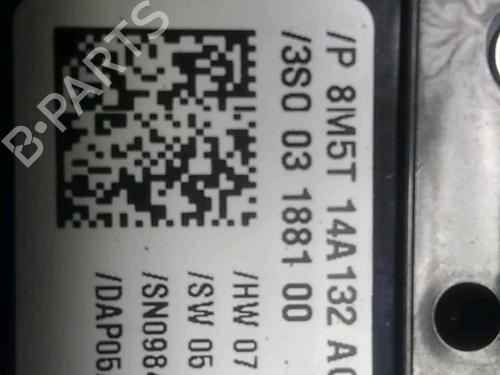 /P 8M5T 14A132
/3S0 03 1881 00
/HW 07
/SW 05
/SN098
/DAP05
B-PARTS